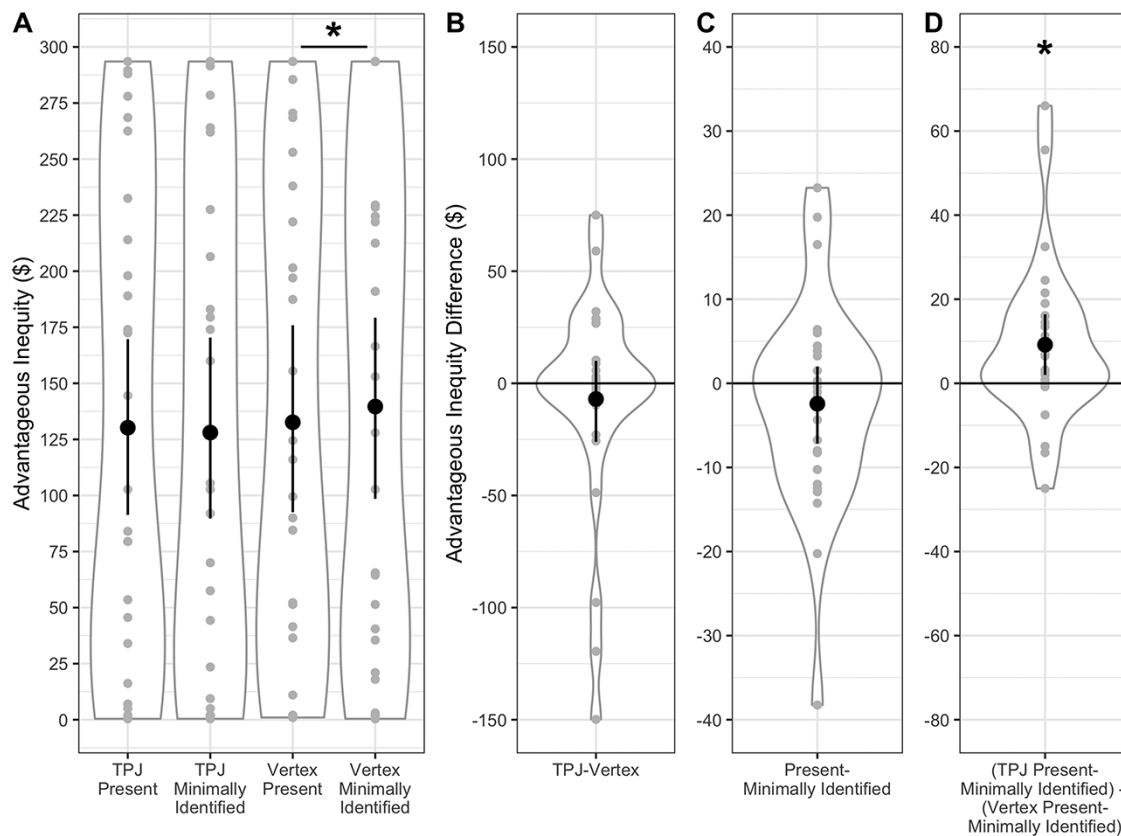 A
B
C
D
*
*
Advantageous Inequity ($)
300
275
250
225
200
175
150
125
100
75
50
25
0
TPJ
Present
TPJ
Minimally
Identified
Vertex
Present
Vertex
Minimally
Identified
Advantageous Inequity Difference ($)
150
100
50
0
-50
-100
-150
TPJ-Vertex
40
30
20
10
0
-10
-20
-30
-40
Present-
Minimally Identified
80
60
40
20
0
-20
-40
-60
-80
(TPJ Present-
Minimally Identified) -
(Vertex Present-
Minimally Identified)